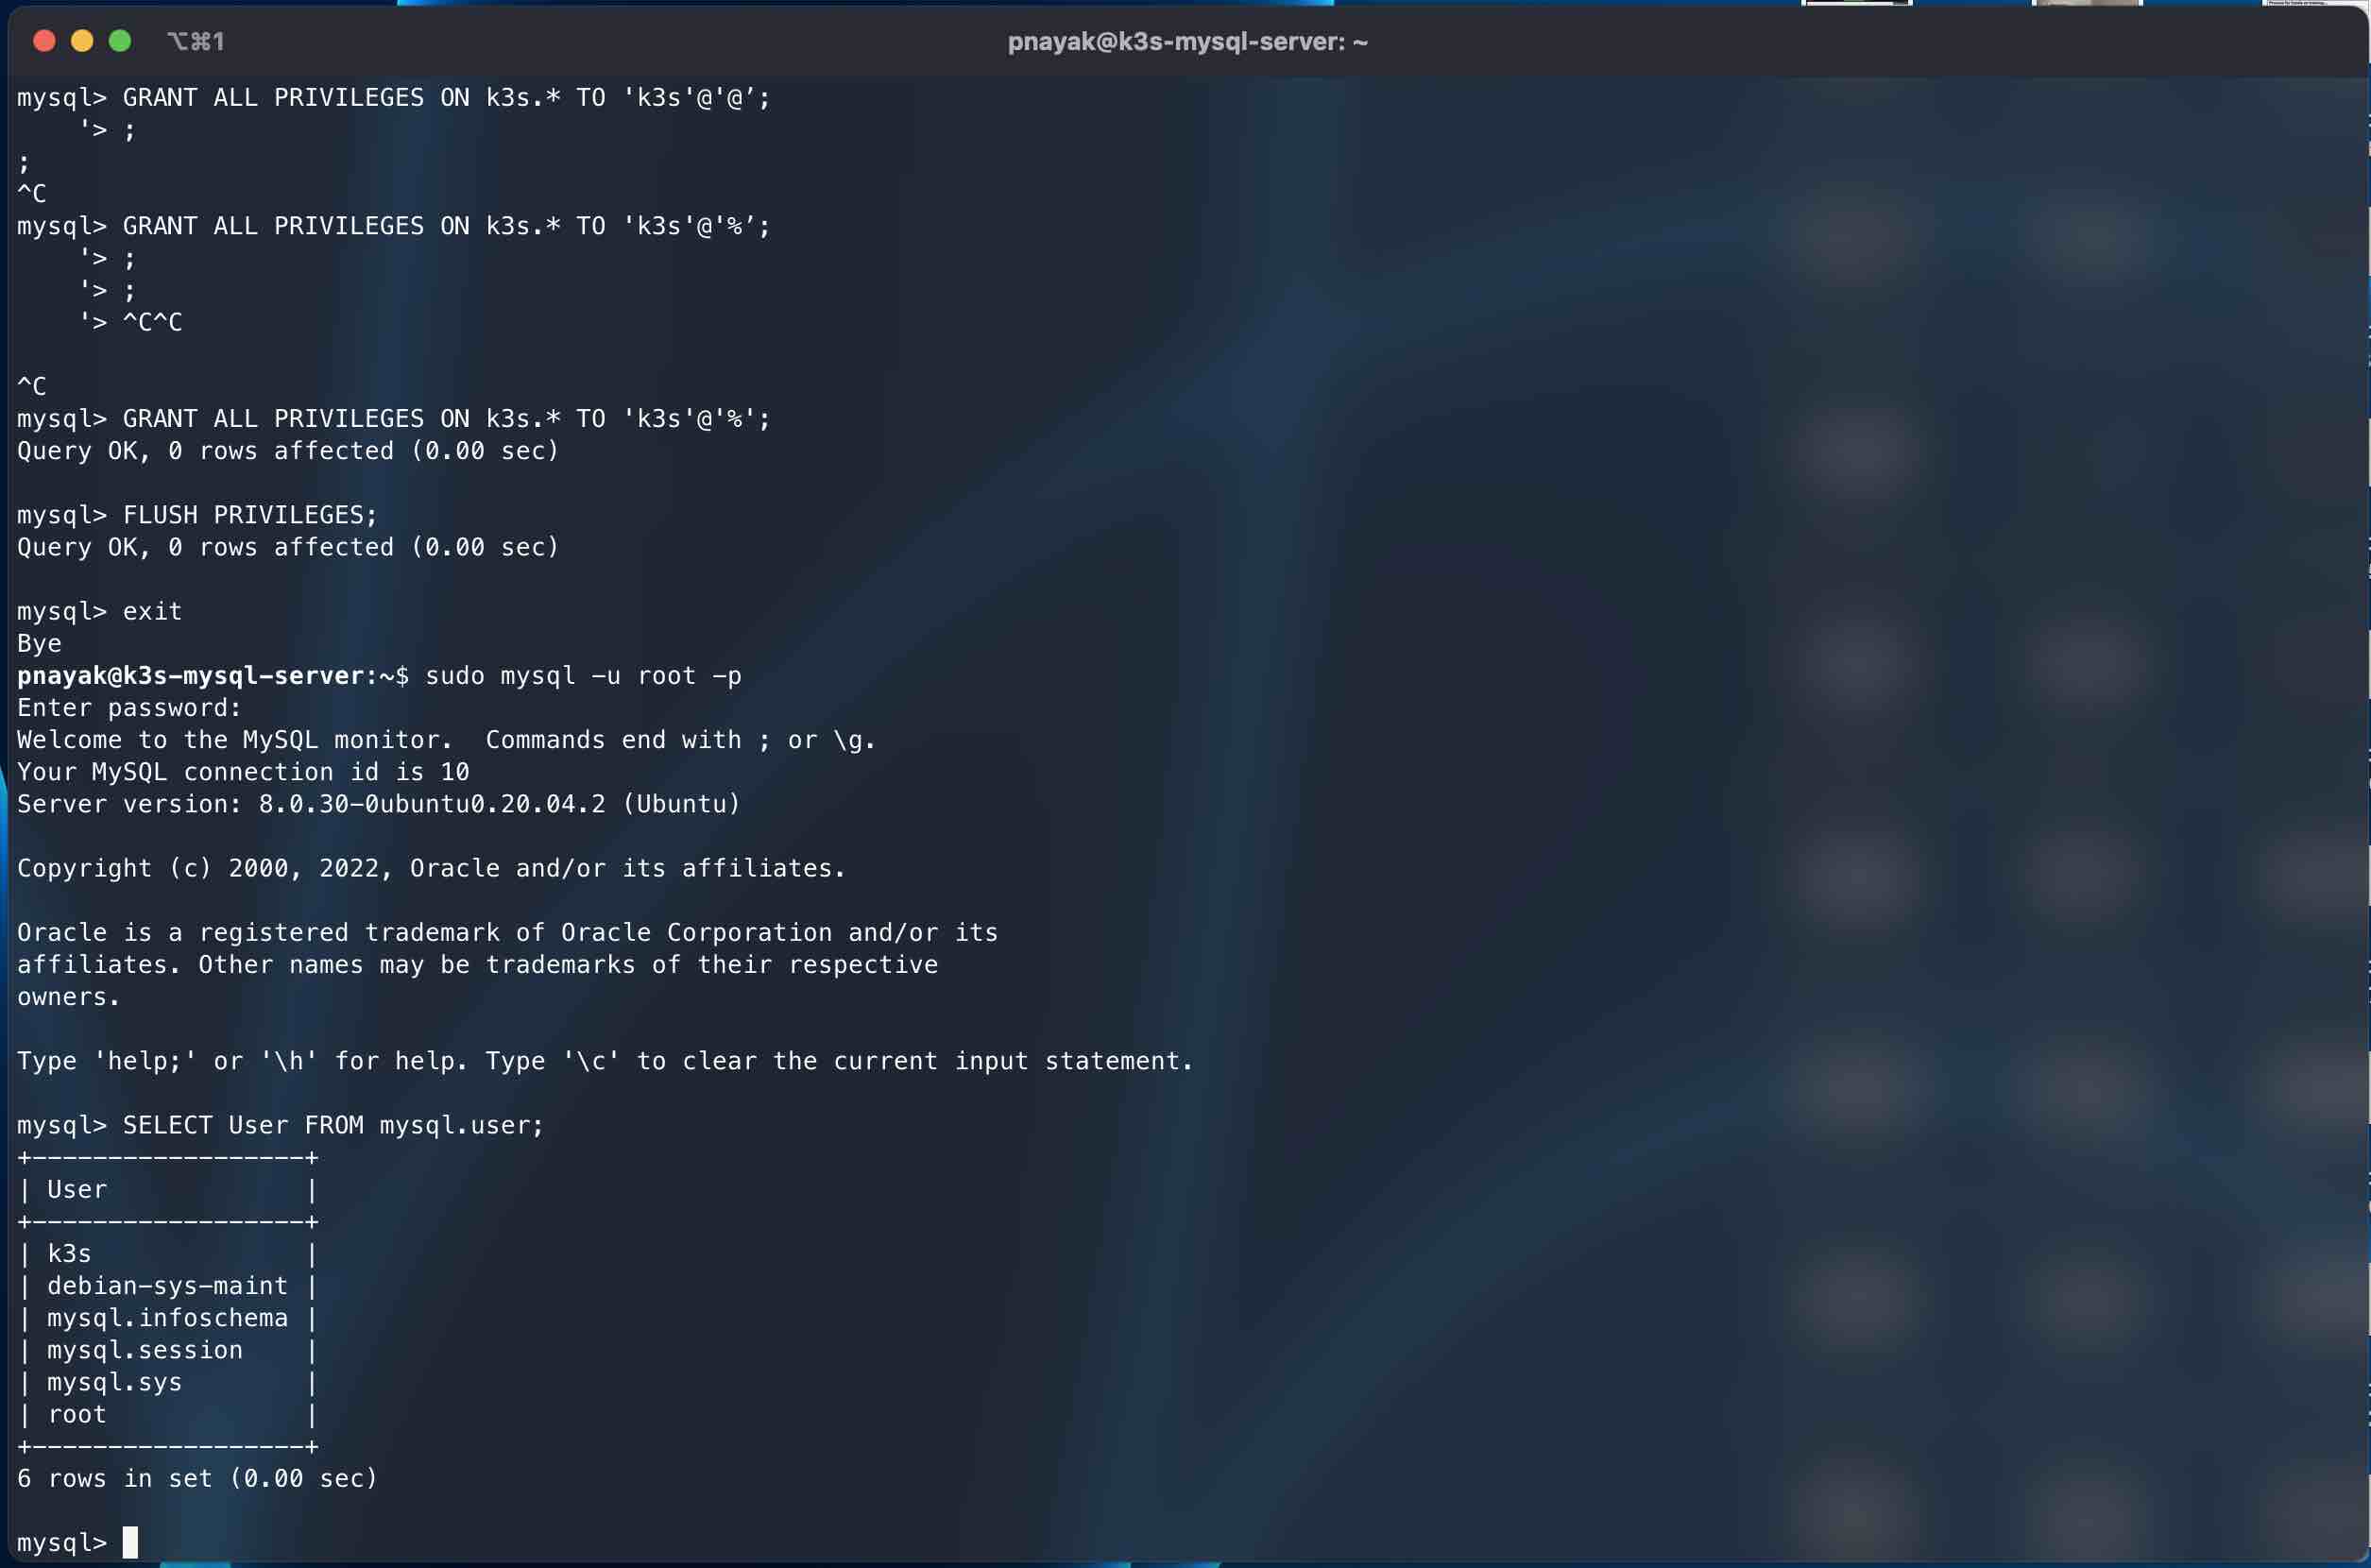 ⌥⌘1
pnayak@k3s-mysql-server: ~
mysql> GRANT ALL PRIVILEGES ON k3s.* TO 'k3s'@'@’;
    '> ;
;
^C
mysql> GRANT ALL PRIVILEGES ON k3s.* TO 'k3s'@'%’;
    '> ;
    '> ;
    '> ^C^C

^C
mysql> GRANT ALL PRIVILEGES ON k3s.* TO 'k3s'@'%';
Query OK, 0 rows affected (0.00 sec)

mysql> FLUSH PRIVILEGES;
Query OK, 0 rows affected (0.00 sec)

mysql> exit
Bye
pnayak@k3s-mysql-server:~$ sudo mysql -u root -p
Enter password:
Welcome to the MySQL monitor.  Commands end with ; or \g.
Your MySQL connection id is 10
Server version: 8.0.30-0ubuntu0.20.04.2 (Ubuntu)

Copyright (c) 2000, 2022, Oracle and/or its affiliates.

Oracle is a registered trademark of Oracle Corporation and/or its
affiliates. Other names may be trademarks of their respective
owners.

Type 'help;' or '\h' for help. Type '\c' to clear the current input statement.

mysql> SELECT User FROM mysql.user;
+------------------+
| User             |
+------------------+
| k3s              |
| debian-sys-maint |
| mysql.infoschema |
| mysql.session    |
| mysql.sys        |
| root             |
+------------------+
6 rows in set (0.00 sec)

mysql>